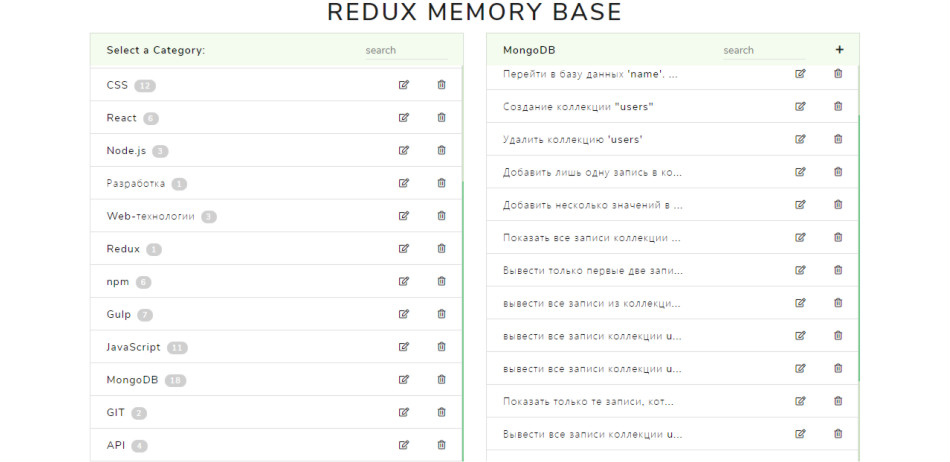 REDUX MEMORY BASE
Select a Category:
search
CSS 12
React 6
Node.js 3
Разработка 1
Web-технологии 3
Redux 1
npm 6
Gulp 7
JavaScript 11
MongoDB 18
GIT 2
API 4
MongoDB
search
+
Перейти в базу данных 'name'. ...
Создание коллекции "users"
Удалить коллекцию 'users'
Добавить лишь одну запись в ко...
Добавить несколько значений в ...
Показать все записи коллекции ...
Вывести только первые две запи...
вывести все записи из коллекци...
вывести все записи коллекции u...
вывести все записи коллекции u...
Показать только те записи, кот...
Вывести все записи коллекции u...